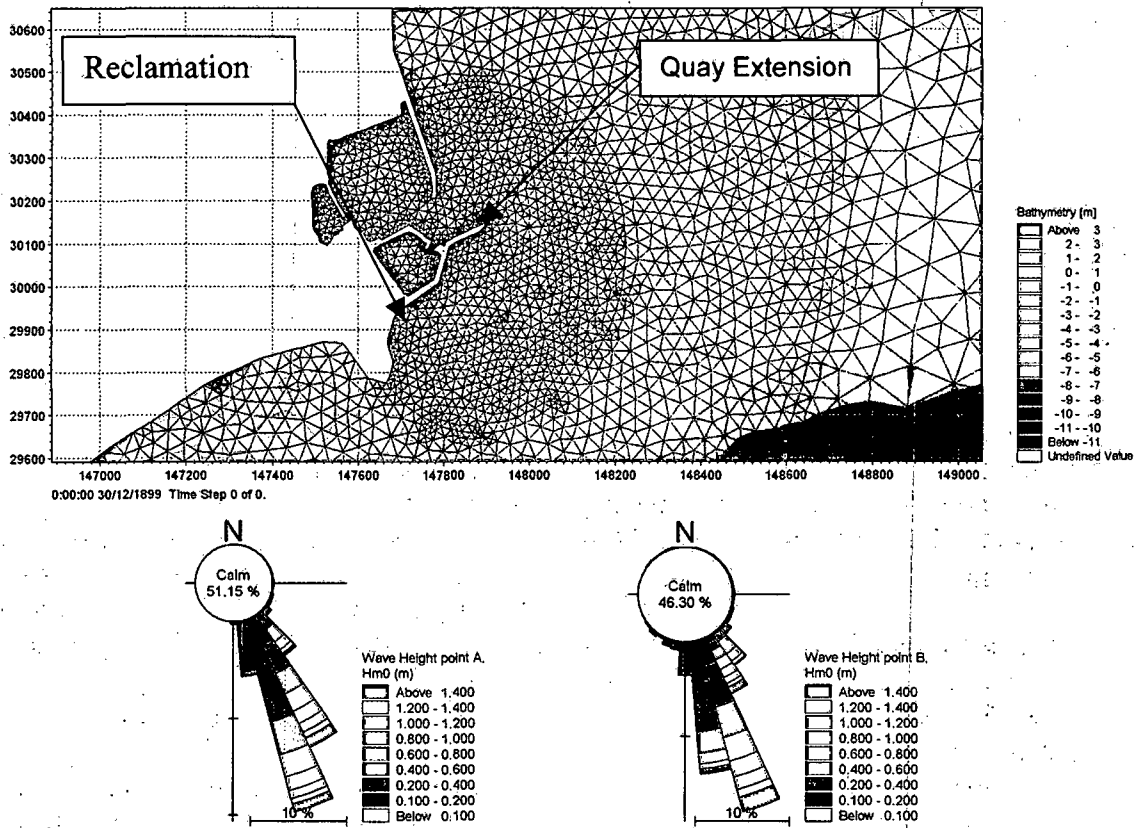 Reclamation
Quay Extension
30600
30500
30400
30300
30200
30100
30000
29900
29800
29700
29600
147000
147200
147400
147600
147800
148000
148200
148400
148600
148800
149000
0:00:00 30/12/1899 Time Step 0 of 0.
Bathymetry [m]
Above 3
2 - 3
1 - 2
0 - 1
-1 - 0
-2 - -1
-3 - -2
-4 - -3
-5 - -4
-6 - -5
-7 - -6
-8 - -7
-9 - -8
-10 - -9
-11 - -10
Below -11
Undefined Value
N
Calm
51.15 %
10 %
Wave Height point A.
Hm0 (m)
Above 1.400
1.200 - 1.400
1.000 - 1.200
0.800 - 1.000
0.600 - 0.800
0.400 - 0.600
0.200 - 0.400
0.100 - 0.200
Below 0.100
N
Calm
46.30 %
10 %
Wave Height point B.
Hm0 (m)
Above 1.400
1.200 - 1.400
1.000 - 1.200
0.800 - 1.000
0.600 - 0.800
0.400 - 0.600
0.200 - 0.400
0.100 - 0.200
Below 0.100